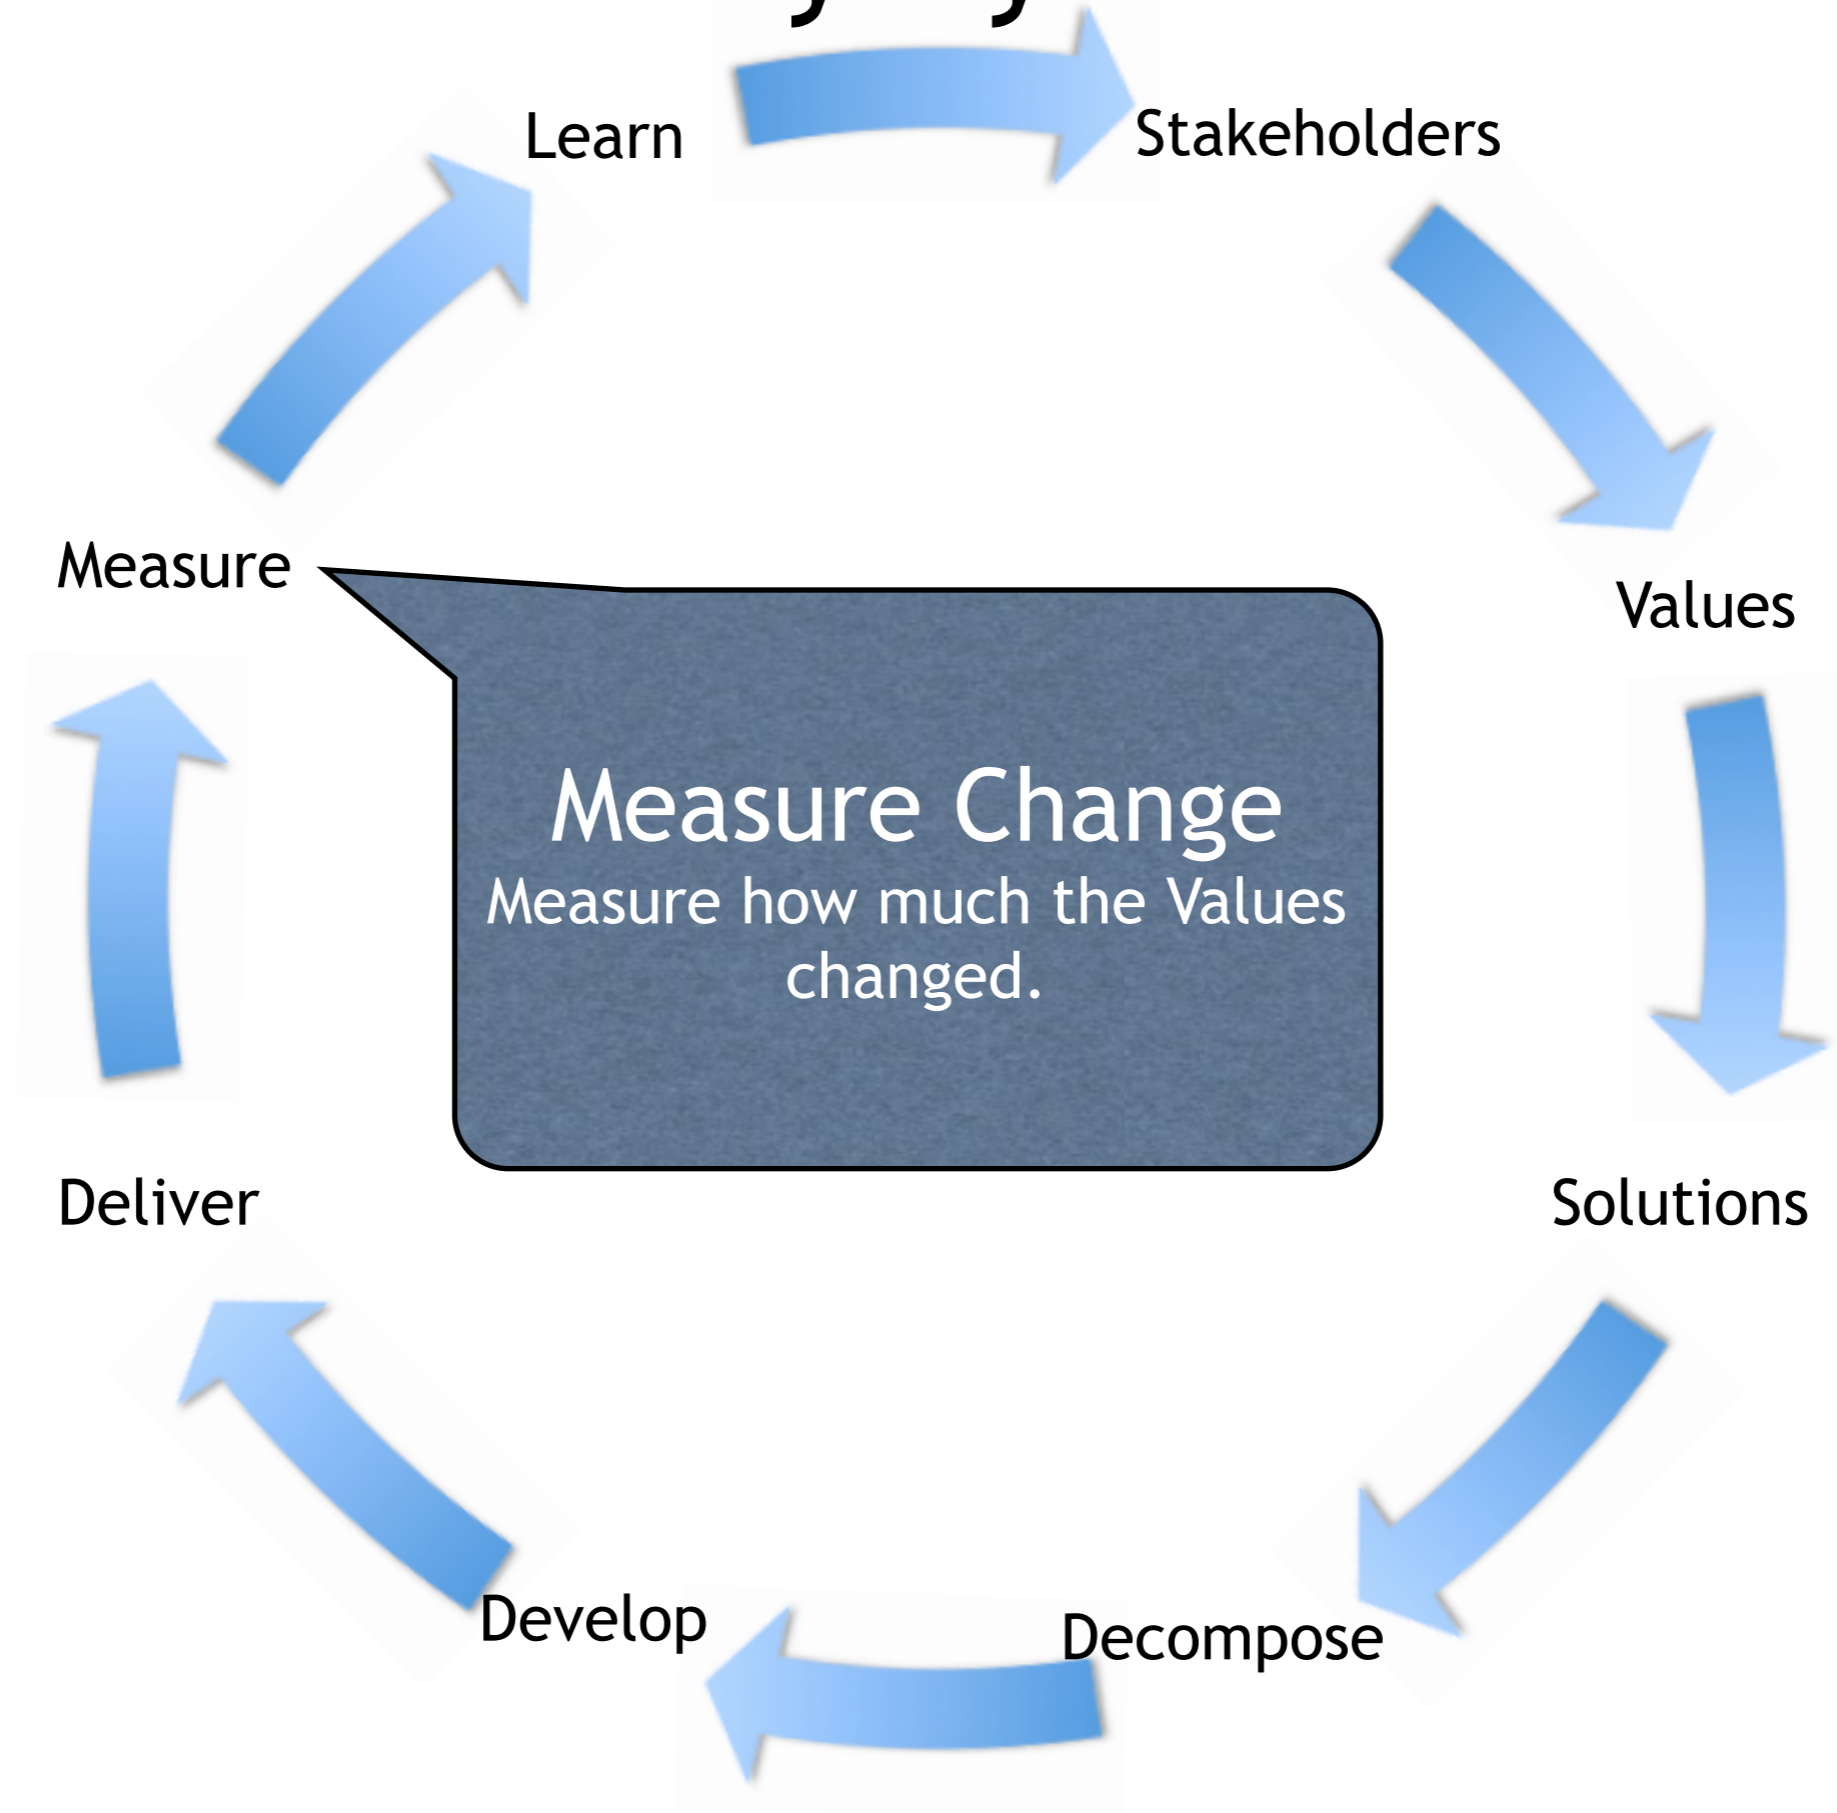 Learn
Stakeholders
Measure
Values
Measure Change
Measure how much the Values
changed.
Deliver
Solutions
Develop
Decompose